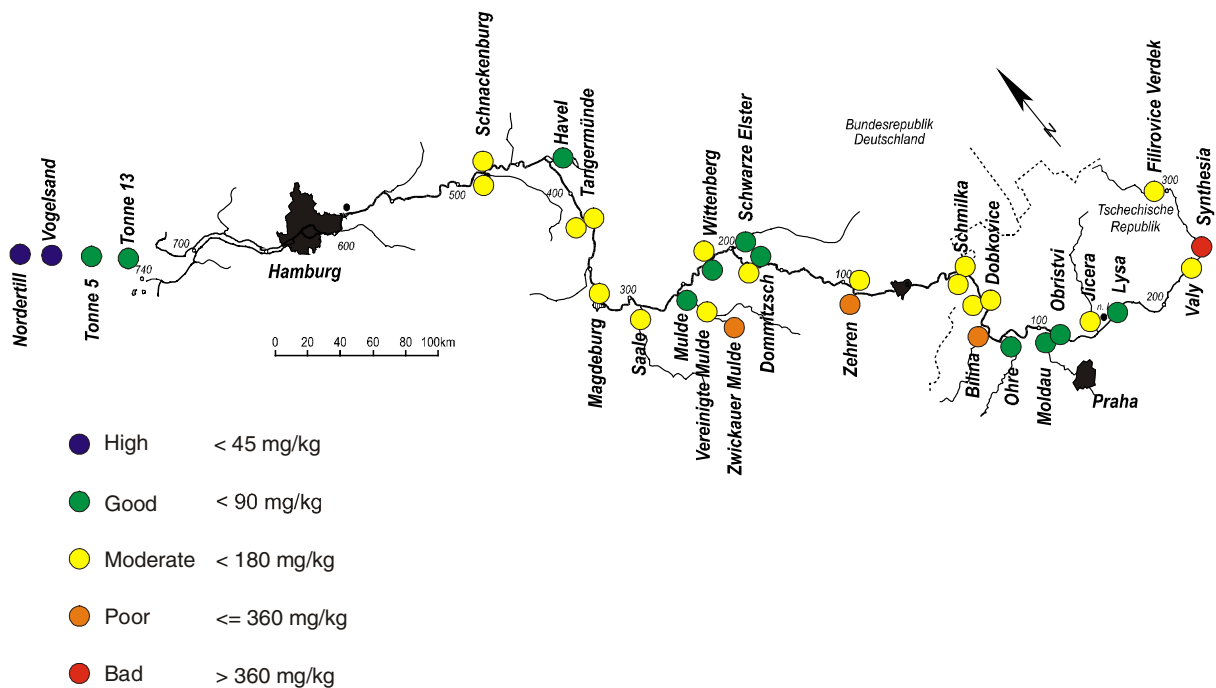 Nordertill
Vogelsand
Tonne 5
Tonne 13
740
700
Hamburg
600
0 20 40 60 80 100km
500
Schnackenburg
400
Havel
Tangermünde
Magdeburg
300
Saale
Mulde
Vereinigte Mulde
Zwickauer Mulde
Wittenberg
200
Schwarze Elster
Dommitzsch
100
Zehren
Bundesrepublik
Deutschland
N
Schmilka
Dobkovice
Bilina
Ohre
Moldau
100
Obristvi
Praha
Jicera
n.
Lysa
Tschechische
Republik
200
Valy
300
Filirovice Verdek
Synthesia
High < 45 mg/kg
Good < 90 mg/kg
Moderate < 180 mg/kg
Poor <= 360 mg/kg
Bad > 360 mg/kg